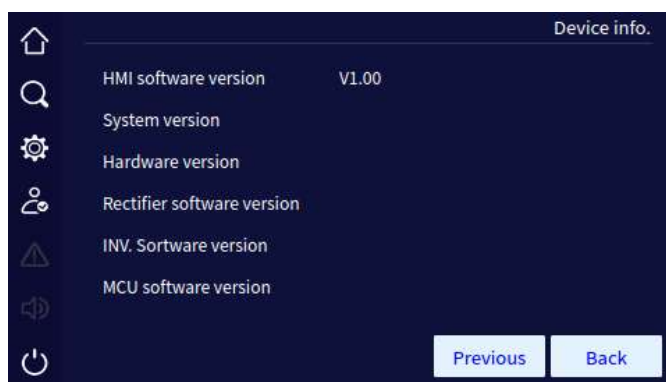 Device info.
HMI software version V1.00
System version
Hardware version
Rectifier software version
INV. Sortware version
MCU software version
Previous Back